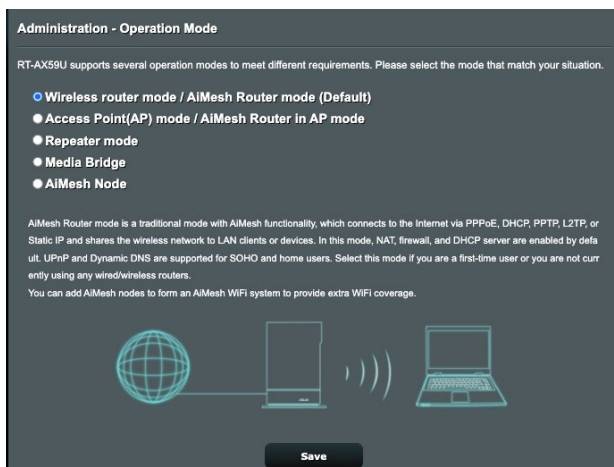 Administration - Operation Mode
RT-AX59U supports several operation modes to meet different requirements. Please select the mode that match your situation.
Wireless router mode / AiMesh Router mode (Default)
Access Point(AP) mode / AiMesh Router in AP mode
Repeater mode
Media Bridge
AiMesh Node
AiMesh Router mode is a traditional mode with AiMesh functionality, which connects to the Internet via PPPoE, DHCP, PPTP, L2TP, or
Static IP and shares the wireless network to LAN clients or devices. In this mode, NAT, firewall, and DHCP server are enabled by defa
ult. UPnP and Dynamic DNS are supported for SOHO and home users. Select this mode if you are a first-time user or you are not curr
ently using any wired/wireless routers.
You can add AiMesh nodes to form an AiMesh WiFi system to provide extra WiFi coverage.
Save